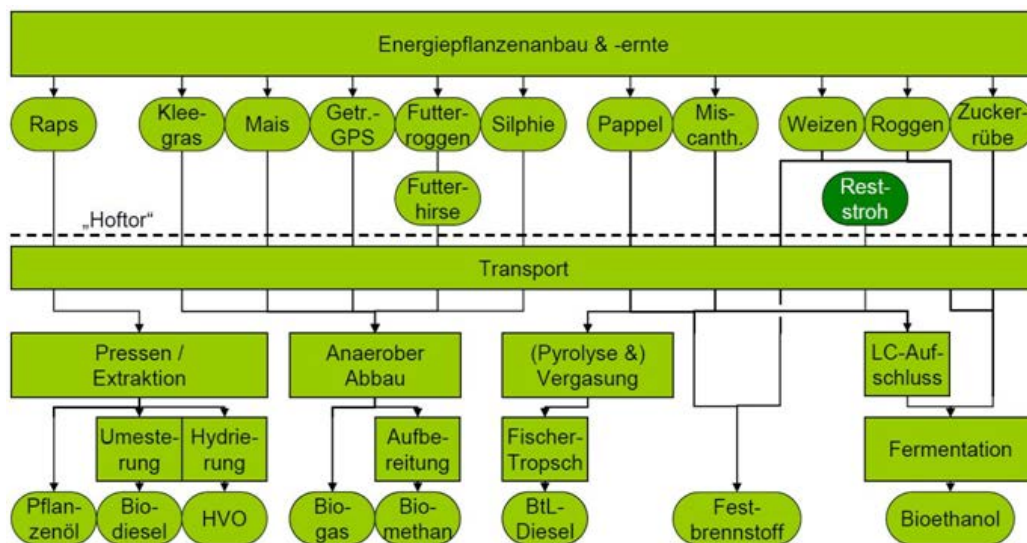 Energiepflanzenanbau & -ernte
Raps
Klee-
gras
Mais
Getr.-
GPS
Futter-
roggen
Silphie
Pappel
Mis-
canth.
Weizen
Roggen
Zucker-
rübe
Futter-
hirse
Rest-
stroh
„Hoftor“
Transport
Pressen /
Extraktion
Anaerober
Abbau
(Pyrolyse &)
Vergasung
LC-Auf-
schluss
Umeste-
rung
Hydrie-
rung
Aufbe-
reitung
Fischer-
Tropsch
Fermentation
Pflan-
zenöl
Bio-
diesel
HVO
Bio-
gas
Bio-
methan
BtL-
Diesel
Fest-
brennstoff
Bioethanol